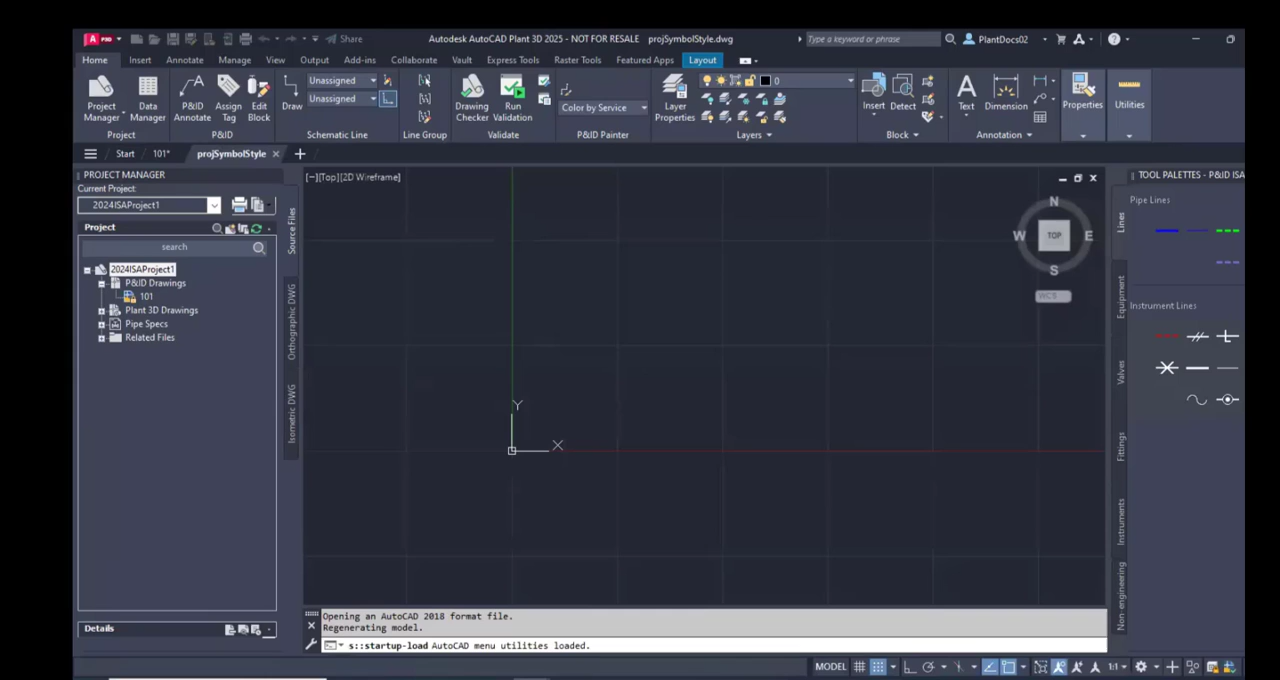 P3D Share Autodesk AutoCAD Plant 3D 2025 - NOT FOR RESALE projSymbolStyle.dwg Type a keyword or phrase PlantDocs02
Home Insert Annotate Manage View Output Add-ins Collaborate Vault Express Tools Raster Tools Featured Apps Layout
Project Manager
Data Manager
Project
P&ID Annotate
Assign Tag
Edit Block
P&ID
Draw
Unassigned
Unassigned
Schematic Line
Line Group
Drawing Checker
Run Validation
Validate
Color by Service
P&ID Painter
Layer Properties
0
Layers
Insert
Detect
Block
Text
Dimension
Annotation
Properties
Utilities
Start 101* projSymbolStyle
PROJECT MANAGER
Current Project:
2024ISAProject1
Project
search
2024ISAProject1
P&ID Drawings
101
Plant 3D Drawings
Pipe Specs
Related Files
Details
Source Files
Orthographic DWG
Isometric DWG
[−][Top][2D Wireframe]
N
W TOP E
S
WCS
Y
X
TOOL PALETTES - P&ID ISA
Pipe Lines
Instrument Lines
Lines
Equipment
Valves
Fittings
Instruments
Non-engineering
Opening an AutoCAD 2018 format file.
Regenerating model.
s::startup-load AutoCAD menu utilities loaded.
MODEL 1:1